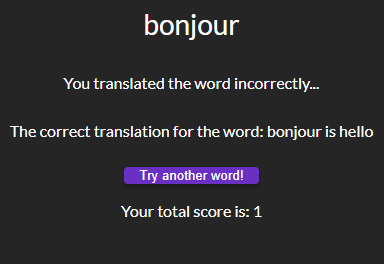 bonjour
You translated the word incorrectly...
The correct translation for the word: bonjour is hello
Try another word!
Your total score is: 1